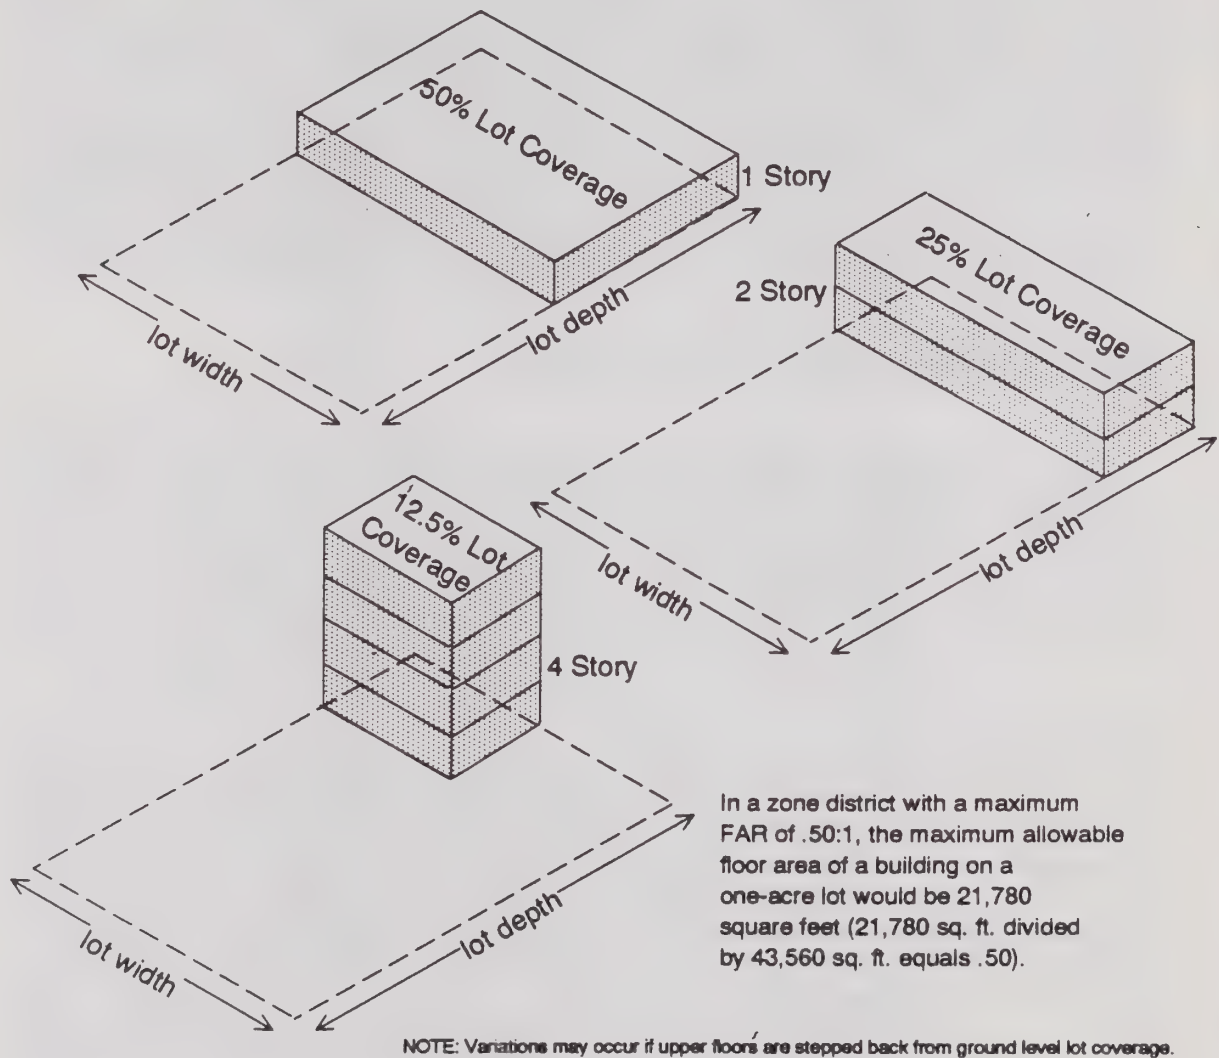 50% Lot Coverage
1 Story
lot width
lot depth
25% Lot Coverage
2 Story
lot width
lot depth
12.5% Lot
Coverage
4 Story
lot width
lot depth
In a zone district with a maximum
FAR of .50:1, the maximum allowable
floor area of a building on a
one-acre lot would be 21,780
square feet (21,780 sq. ft. divided
by 43,560 sq. ft. equals .50).
NOTE: Variations may occur if upper floors are stepped back from ground level lot coverage.